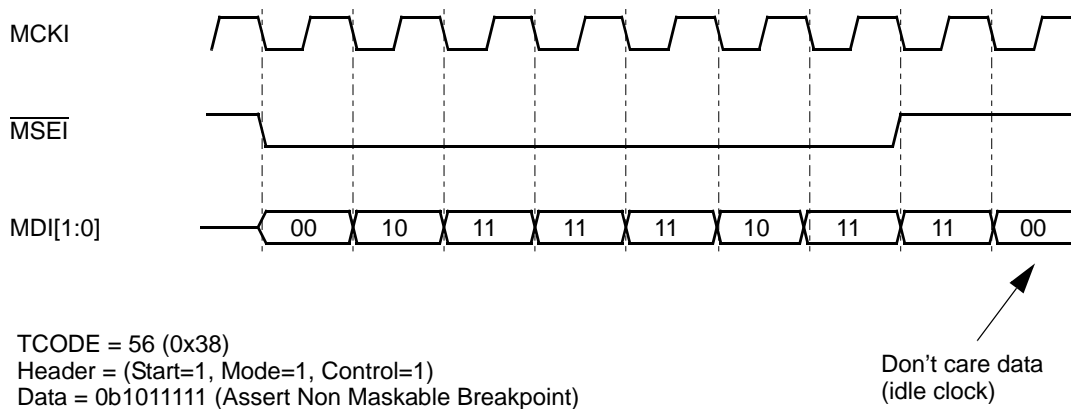 MCKI
MSEI
MDI[1:0]
00 10 11 11 11 10 11 11 00
TCODE = 56 (0x38)
Header = (Start=1, Mode=1, Control=1)
Data = 0b1011111 (Assert Non Maskable Breakpoint)
Don't care data
(idle clock)